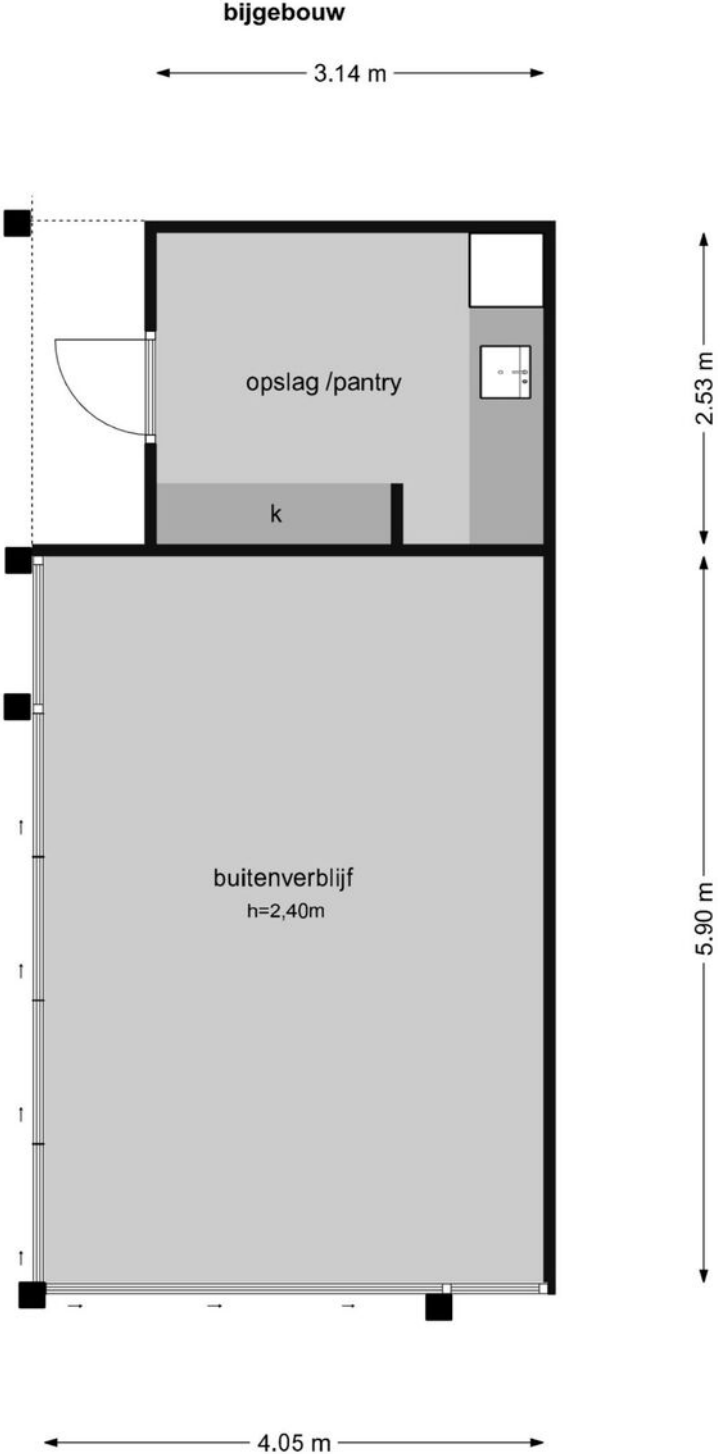 bijgebouw
3.14 m
2.53 m
opslag /pantry
k
5.90 m
buitenverblijf
h=2,40m
4.05 m